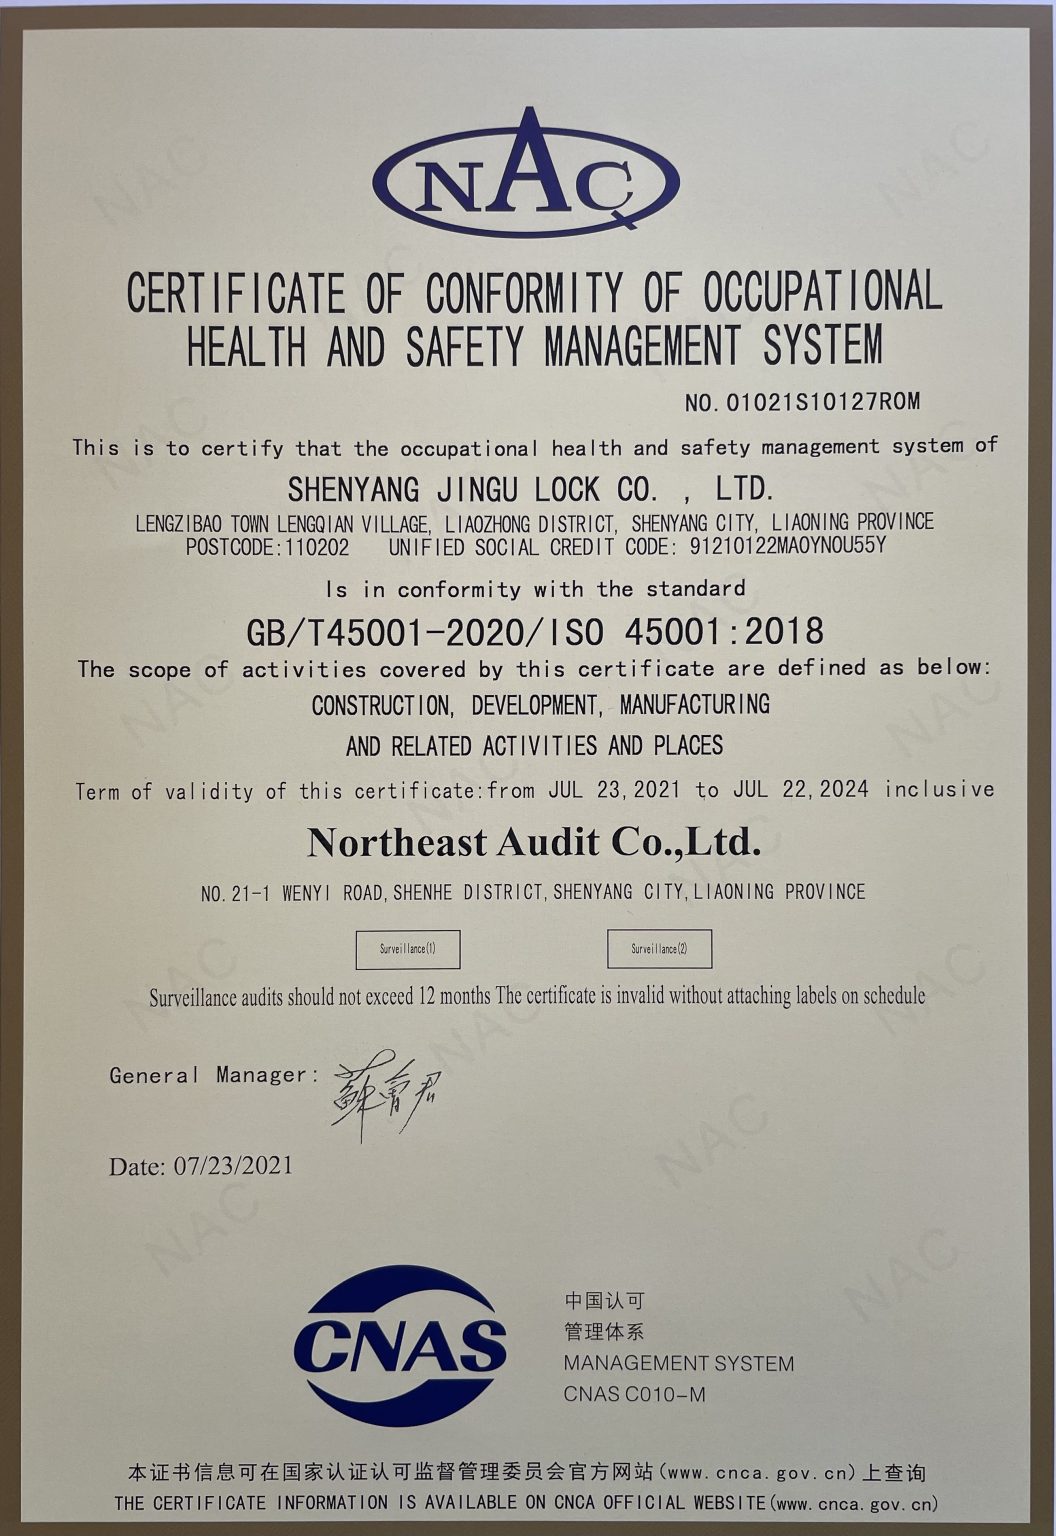 NAC
CERTIFICATE OF CONFORMITY OF OCCUPATIONAL
HEALTH AND SAFETY MANAGEMENT SYSTEM
NO.01021S10127ROM
This is to certify that the occupational health and safety management system of
SHENYANG JINGU LOCK CO. , LTD.
LENGZIBAO TOWN LENGQIAN VILLAGE, LIAOZHONG DISTRICT, SHENYANG CITY, LIAONING PROVINCE
POSTCODE:110202 UNIFIED SOCIAL CREDIT CODE: 91210122MA0YNOU55Y
Is in conformity with the standard
GB/T45001-2020/ISO 45001:2018
The scope of activities covered by this certificate are defined as below:
CONSTRUCTION, DEVELOPMENT, MANUFACTURING
AND RELATED ACTIVITIES AND PLACES
Term of validity of this certificate:from JUL 23,2021 to JUL 22,2024 inclusive
Northeast Audit Co.,Ltd.
NO.21-1 WENYI ROAD,SHENHE DISTRICT,SHENYANG CITY,LIAONING PROVINCE
Surveillance(1) Surveillance(2)
Surveillance audits should not exceed 12 months The certificate is invalid without attaching labels on schedule
General Manager: 蘇會君
Date: 07/23/2021
CNAS
中国认可
管理体系
MANAGEMENT SYSTEM
CNAS C010-M
本证书信息可在国家认证认可监督管理委员会官方网站(www.cnca.gov.cn)上查询
THE CERTIFICATE INFORMATION IS AVAILABLE ON CNCA OFFICIAL WEBSITE(www.cnca.gov.cn)